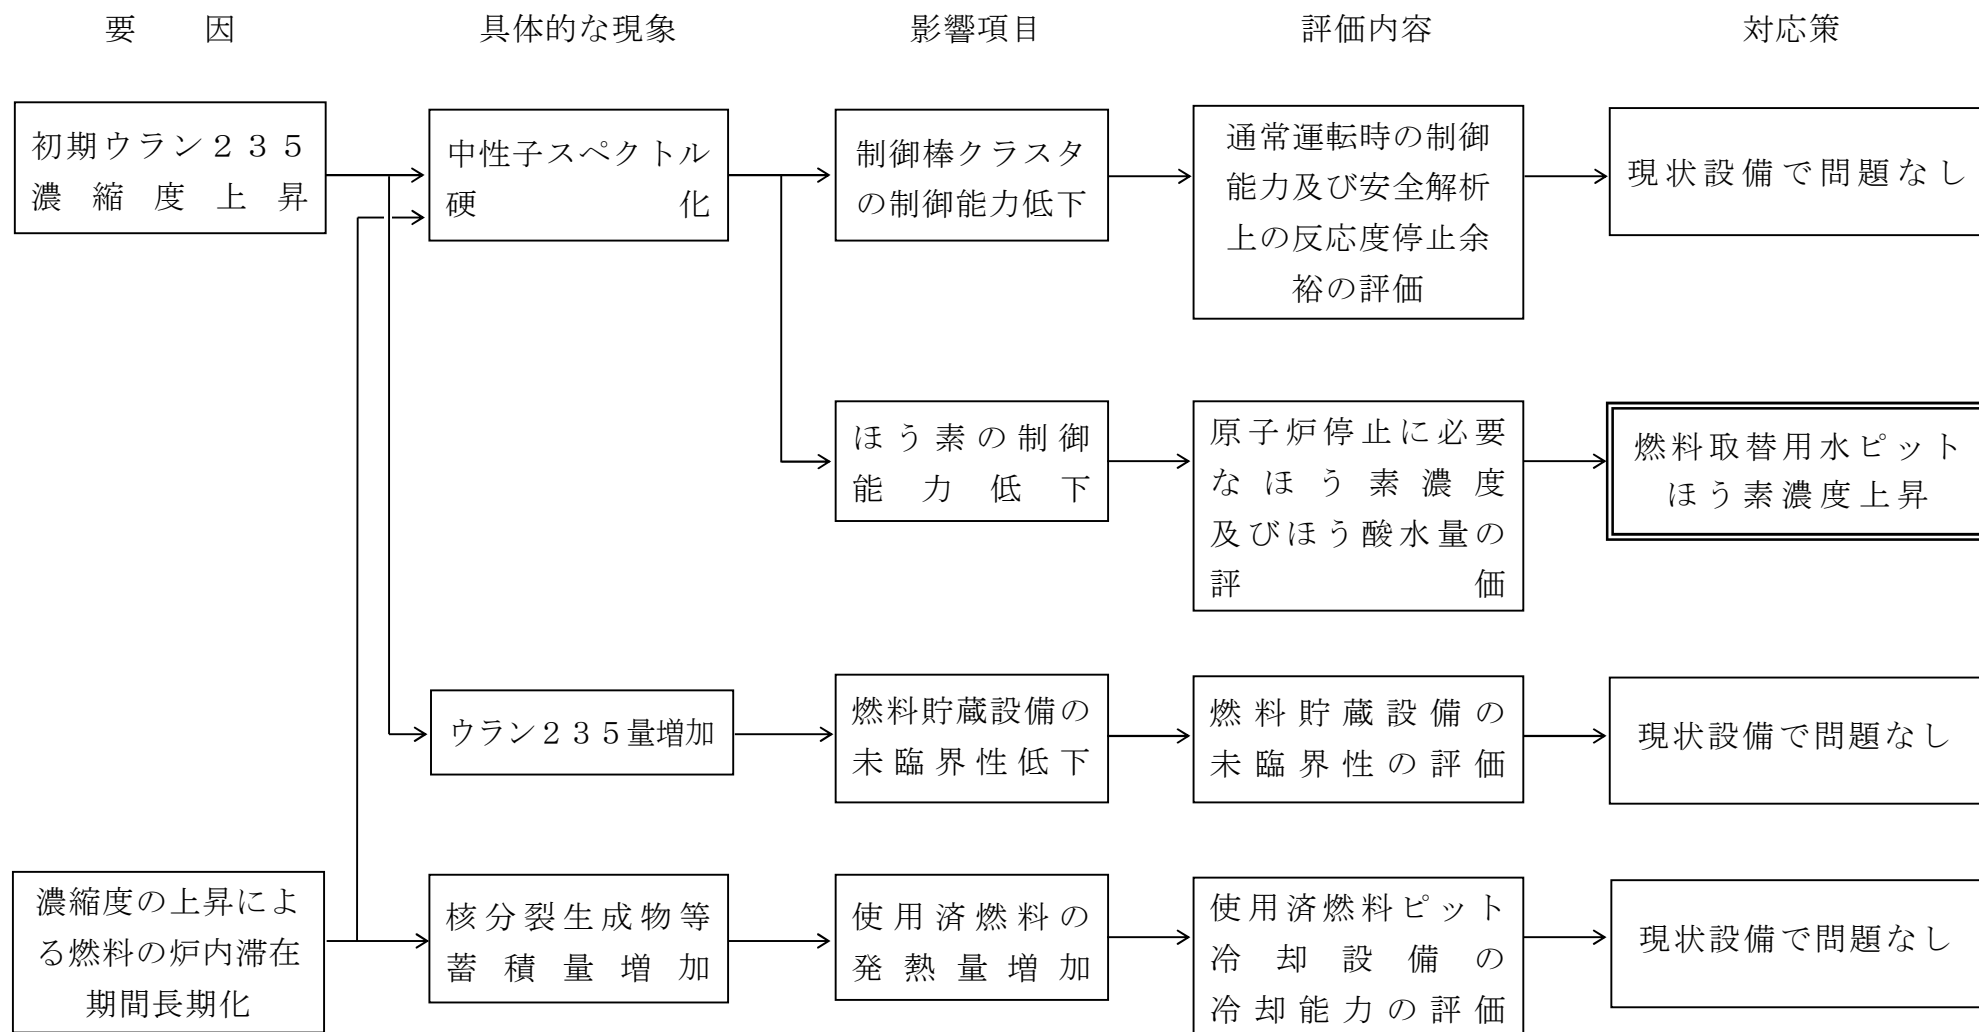 要　因
具体的な現象
影響項目
評価内容
対応策
初期ウラン２３５
濃縮度上昇
中性子スペクトル
硬化
制御棒クラスタ
の制御能力低下
通常運転時の制御
能力及び安全解析
上の反応度停止余
裕の評価
現状設備で問題なし
ほう素の制御
能力低下
原子炉停止に必要
なほう素濃度
及びほう酸水量の
評価
燃料取替用水ピット
ほう素濃度上昇
ウラン２３５量増加
燃料貯蔵設備の
未臨界性低下
燃料貯蔵設備の
未臨界性の評価
現状設備で問題なし
濃縮度の上昇によ
る燃料の炉内滞在
期間長期化
核分裂生成物等
蓄積量増加
使用済燃料の
発熱量増加
使用済燃料ピット
冷却設備の
冷却能力の評価
現状設備で問題なし